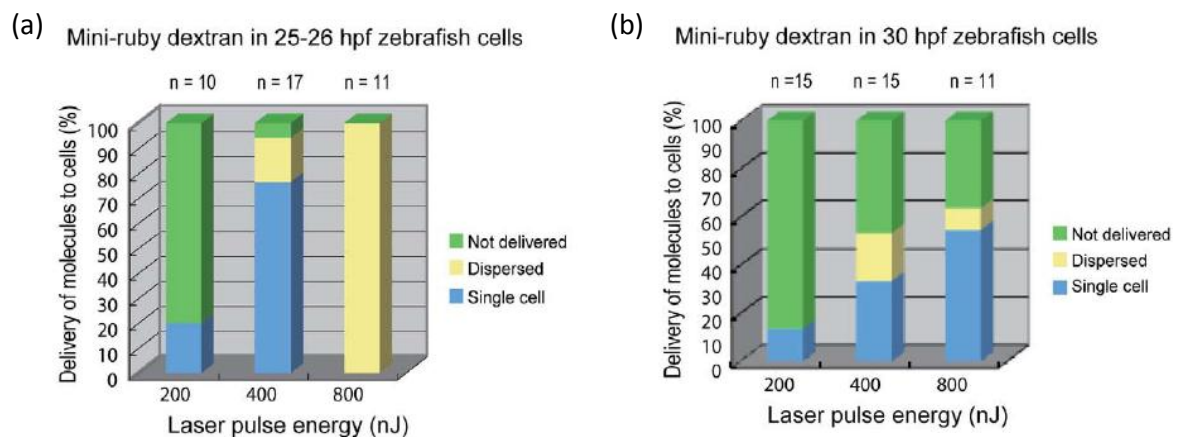 (a)
Mini-ruby dextran in 25-26 hpf zebrafish cells
n = 10 n = 17 n = 11
Delivery of molecules to cells (%)
100
90
80
70
60
50
40
30
20
10
0
200 400 800
Laser pulse energy (nJ)
Not delivered
Dispersed
Single cell
(b)
Mini-ruby dextran in 30 hpf zebrafish cells
n =15 n = 15 n = 11
Delivery of molecules to cells (%)
100
90
80
70
60
50
40
30
20
10
0
200 400 800
Laser pulse energy (nJ)
Not delivered
Dispersed
Single cell